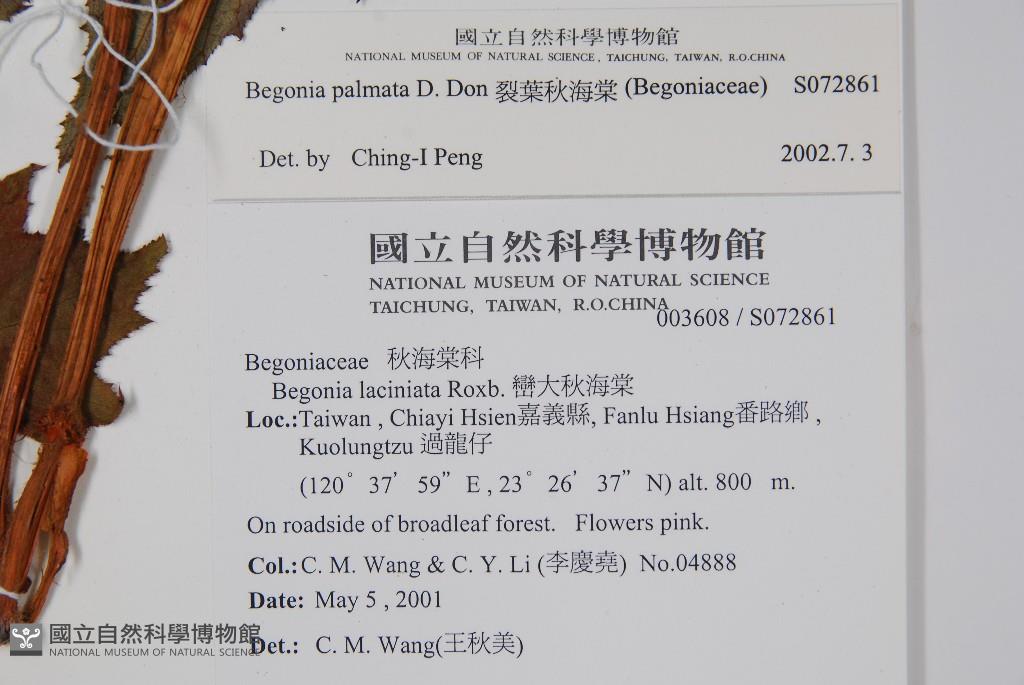 國立自然科學博物館
NATIONAL MUSEUM OF NATURAL SCIENCE, TAICHUNG, TAIWAN, R.O.CHINA
Begonia palmata D. Don 裂葉秋海棠 (Begoniaceae) S072861
Det. by Ching-I Peng 2002.7.3
國立自然科學博物館
NATIONAL MUSEUM OF NATURAL SCIENCE
TAICHUNG, TAIWAN, R.O.CHINA
003608 / S072861
Begoniaceae 秋海棠科
Begonia laciniata Roxb. 巒大秋海棠
Loc.:Taiwan , Chiayi Hsien嘉義縣, Fanlu Hsiang番路鄉 ,
Kuolungtzu 過龍仔
(120° 37’ 59” E , 23° 26’ 37” N) alt. 800 m.
On roadside of broadleaf forest. Flowers pink.
Col.: C. M. Wang & C. Y. Li (李慶堯) No.04888
Date: May 5 , 2001
Det.: C. M. Wang(王秋美)
國立自然科學博物館
NATIONAL MUSEUM OF NATURAL SCIENCE